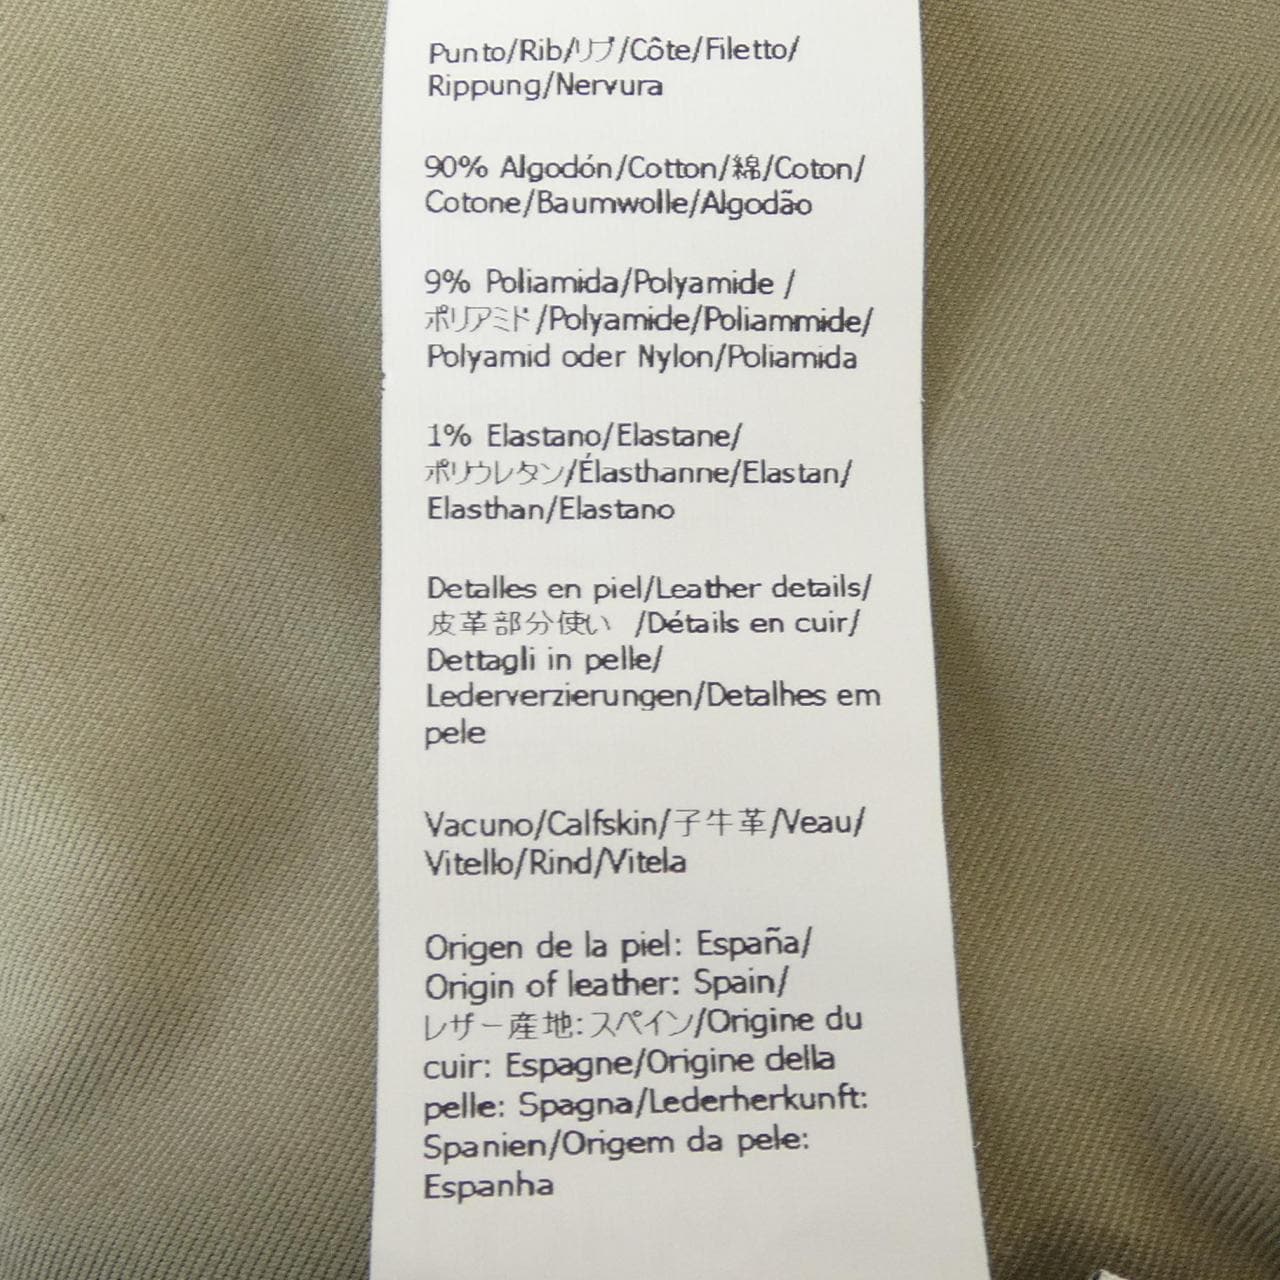 Punto/Rib/リブ/Côte/Filetto/
Rippung/Nervura
90% Algodón/Cotton/綿/Coton/
Cotone/Baumwolle/Algodão
9% Poliamida/Polyamide /
ポリアミド/Polyamide/Poliammide/
Polyamid oder Nylon/Poliamida
1% Elastano/Elastane/
ポリウレタン/Élasthanne/Elastan/
Elasthan/Elastano
Detalles en piel/Leather details/
皮革部分使い /Détails en cuir/
Dettagli in pelle/
Lederverzierungen/Detalhes em
pele
Vacuno/Calfskin/子牛革/Veau/
Vitello/Rind/Vitela
Origen de la piel: España/
Origin of leather: Spain/
レザー産地:スペイン/Origine du
cuir: Espagne/Origine della
pelle: Spagna/Lederherkunft:
Spanien/Origem da pele:
Espanha